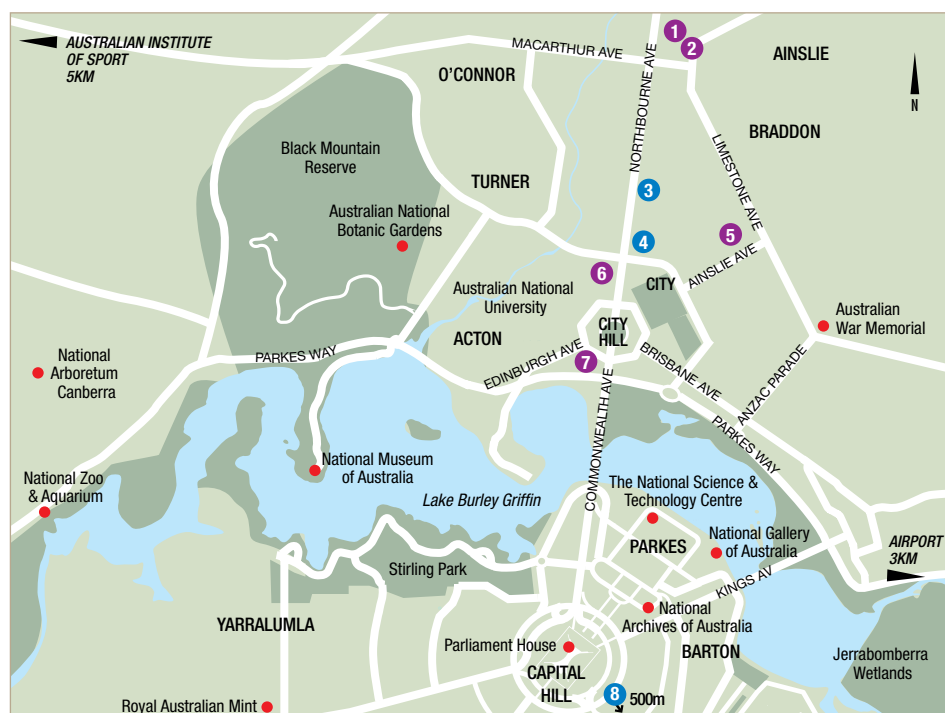 AUSTRALIAN INSTITUTE
OF SPORT
5KM
MACARTHUR AVE
O'CONNOR
NORTHBOURNE AVE
1
2
AINSLIE
N
BRADDON
LIMESTONE AVE
Black Mountain
Reserve
TURNER
3
Australian National
Botanic Gardens
4
5
AINSLIE AVE
6
CITY
Australian National
University
ACTON
CITY
HILL
Australian
War Memorial
PARKES WAY
EDINBURGH AVE
7
BRISBANE AVE
ANZAC PARADE
PARKES WAY
National
Arboretum
Canberra
COMMONWEALTH AVE
National Museum
of Australia
National Zoo
& Aquarium
Lake Burley Griffin
The National Science &
Technology Centre
PARKES
National Gallery
of Australia
AIRPORT
3KM
KINGS AV
Stirling Park
National
Archives of Australia
YARRALUMLA
Parliament House
BARTON
CAPITAL
HILL
Jerrabomberra
Wetlands
8
500m
Royal Australian Mint